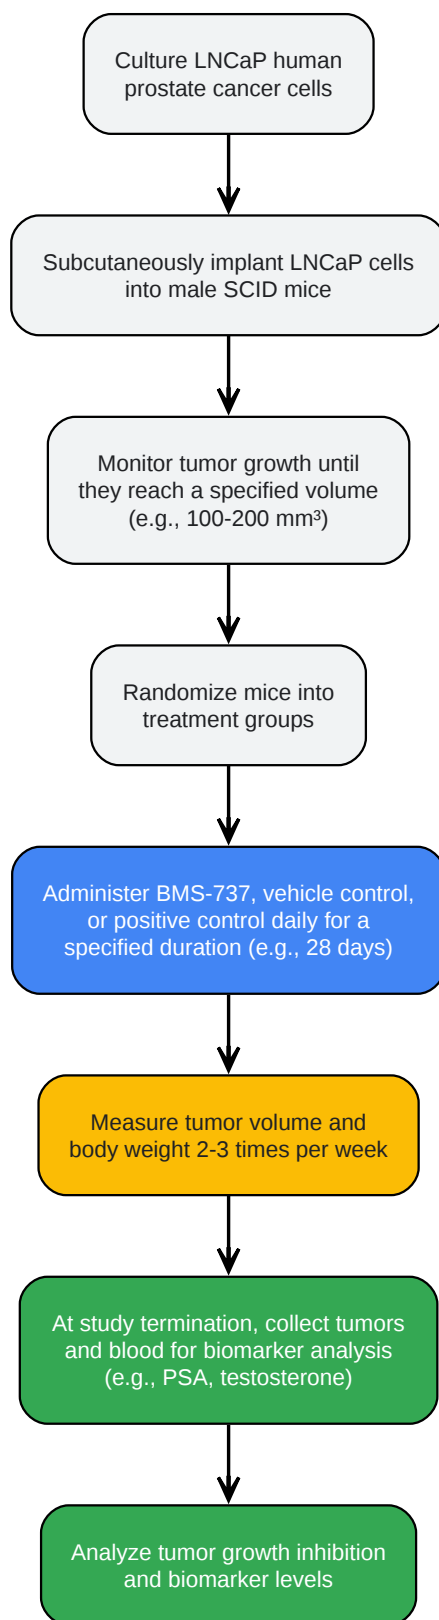 Culture LNCaP human
prostate cancer cells
Subcutaneously implant LNCaP cells
into male SCID mice
Monitor tumor growth until
they reach a specified volume
(e.g., 100-200 mm³)
Randomize mice into
treatment groups
Administer BMS-737, vehicle control,
or positive control daily for a
specified duration (e.g., 28 days)
Measure tumor volume and
body weight 2-3 times per week
At study termination, collect tumors
and blood for biomarker analysis
(e.g., PSA, testosterone)
Analyze tumor growth inhibition
and biomarker levels